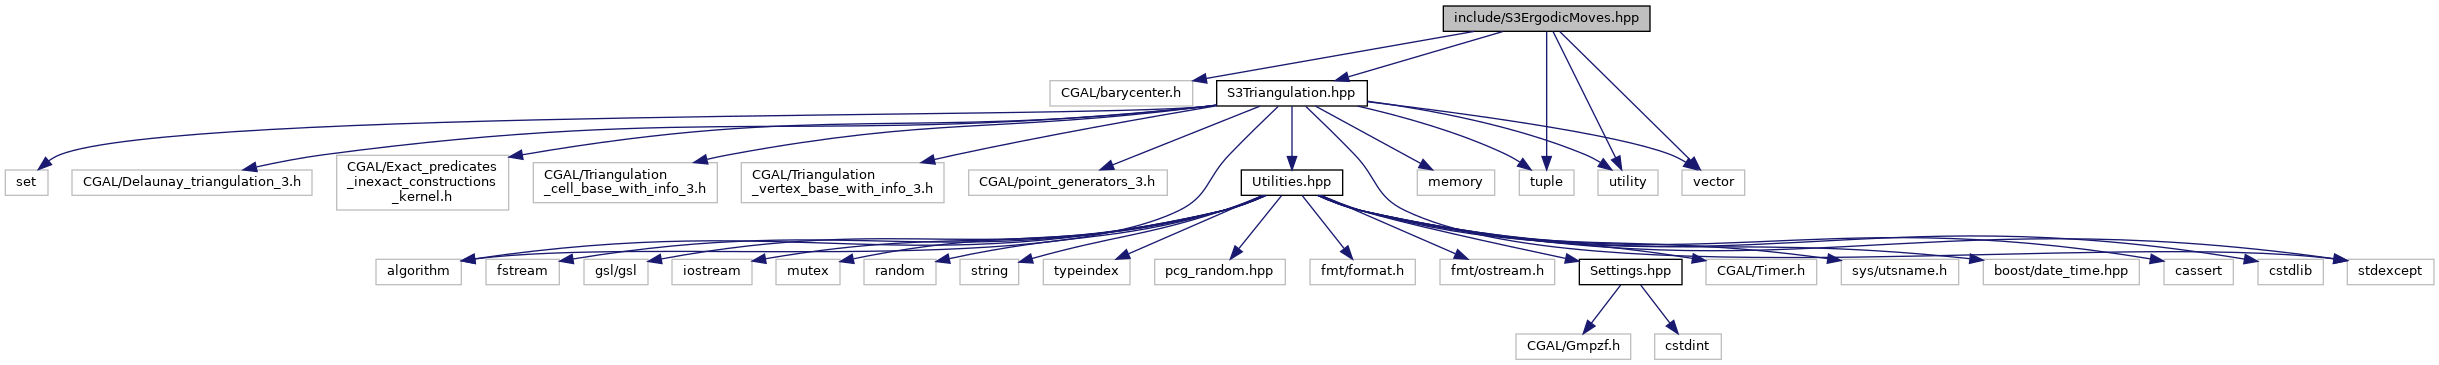 include/S3ErgodicMoves.hpp
CGAL/barycenter.h
S3Triangulation.hpp
set
CGAL/Delaunay_triangulation_3.h
CGAL/Exact_predicates
_inexact_constructions
_kernel.h
CGAL/Triangulation
_cell_base_with_info_3.h
CGAL/Triangulation
_vertex_base_with_info_3.h
CGAL/point_generators_3.h
Utilities.hpp
memory
tuple
utility
vector
algorithm
fstream
gsl/gsl
iostream
mutex
random
string
typeindex
pcg_random.hpp
fmt/format.h
fmt/ostream.h
Settings.hpp
CGAL/Timer.h
sys/utsname.h
boost/date_time.hpp
cassert
cstdlib
stdexcept
CGAL/Gmpzf.h
cstdint